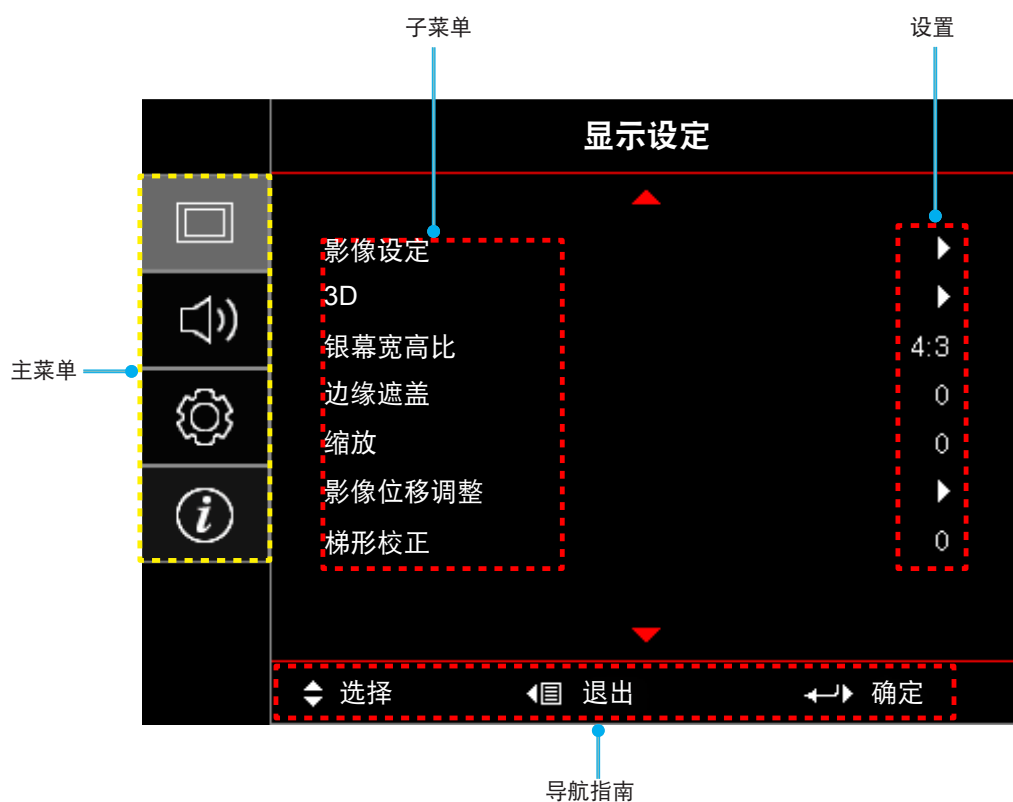 子菜单
设置
显示设定
影像设定
3D
银幕宽高比 4:3
主菜单
边缘遮盖 0
缩放 0
影像位移调整
梯形校正 0
选择 退出 确定
导航指南